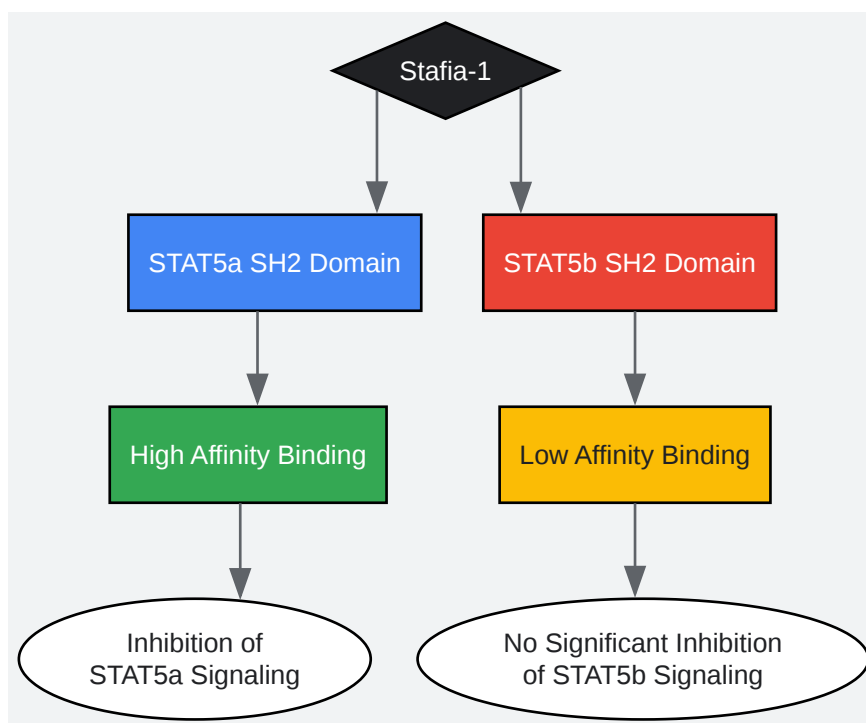 Stafia-1
STAT5a SH2 Domain
STAT5b SH2 Domain
High Affinity Binding
Low Affinity Binding
Inhibition of
STAT5a Signaling
No Significant Inhibition
of STAT5b Signaling